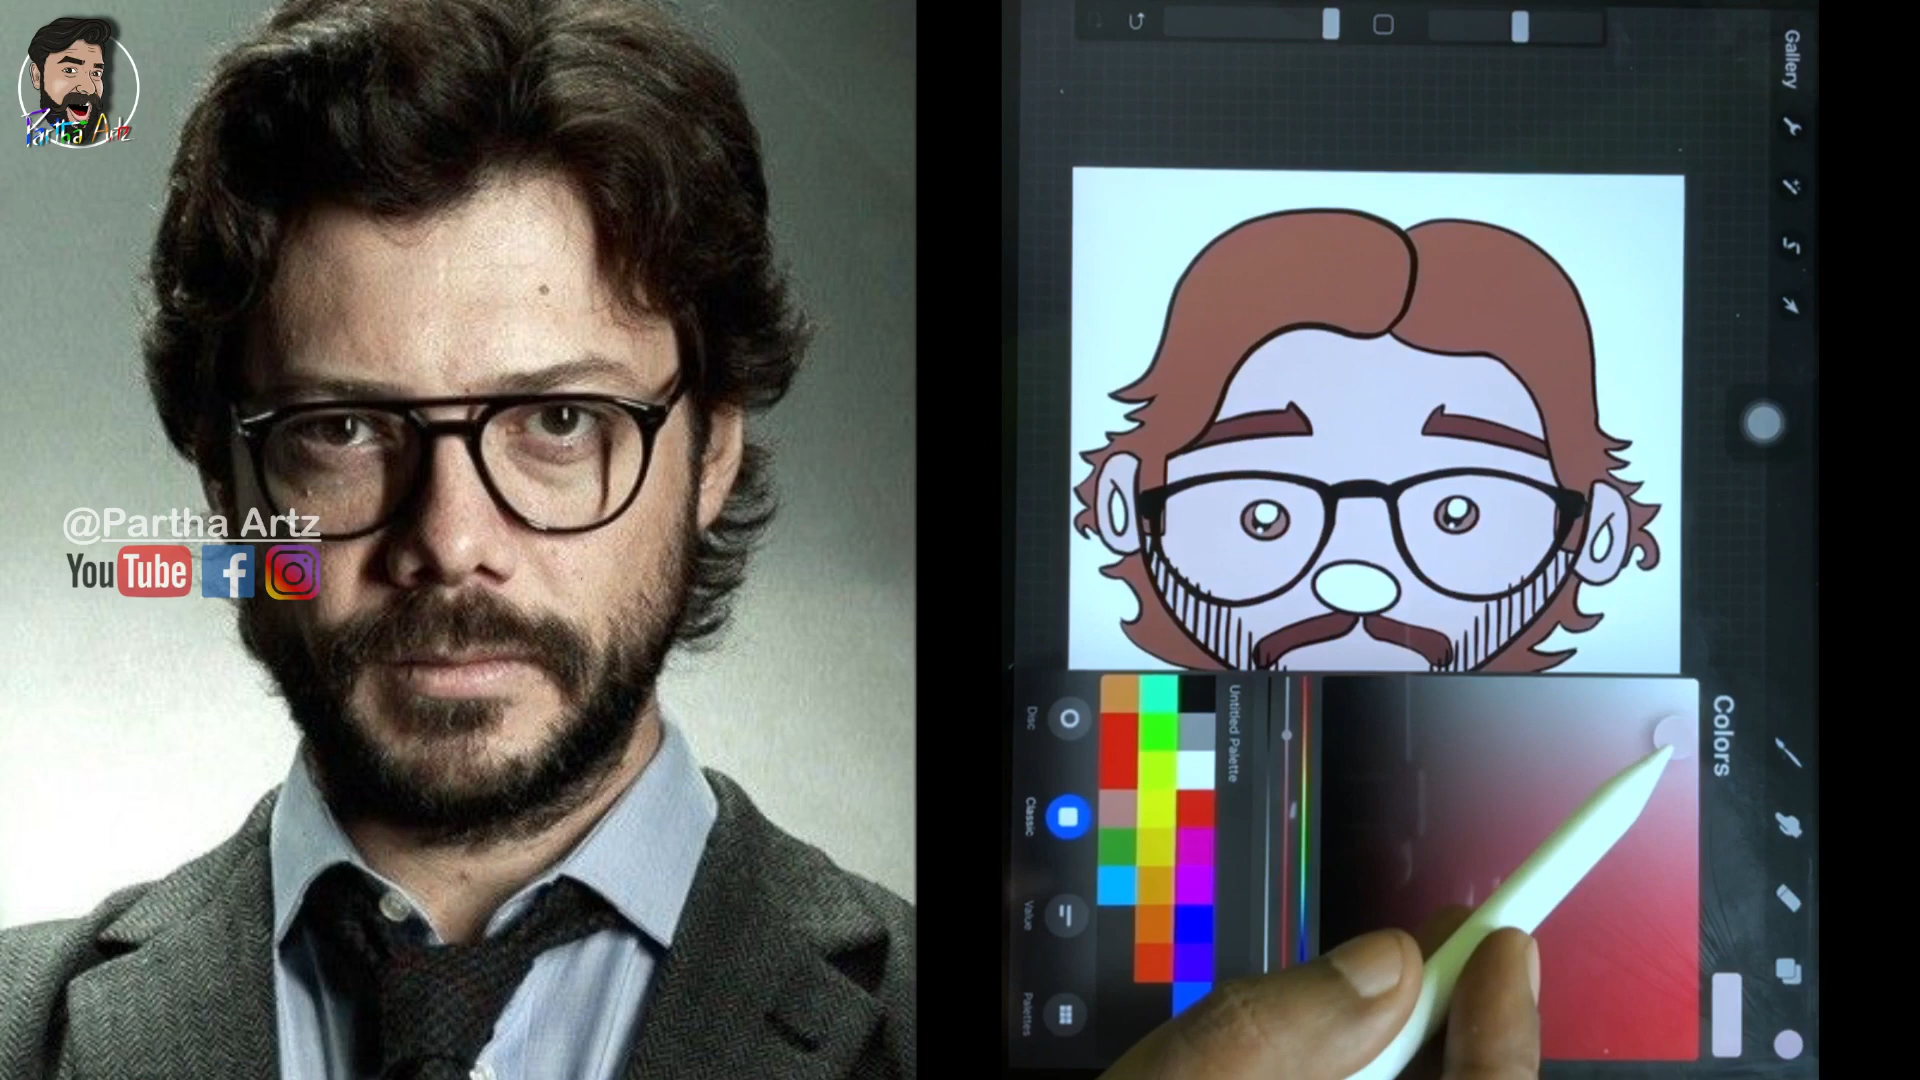 Partha Artz
@Partha Artz
YouTube
f
Gallery
Colors
Untitled Palette
Disc
Classic
Value
Palettes